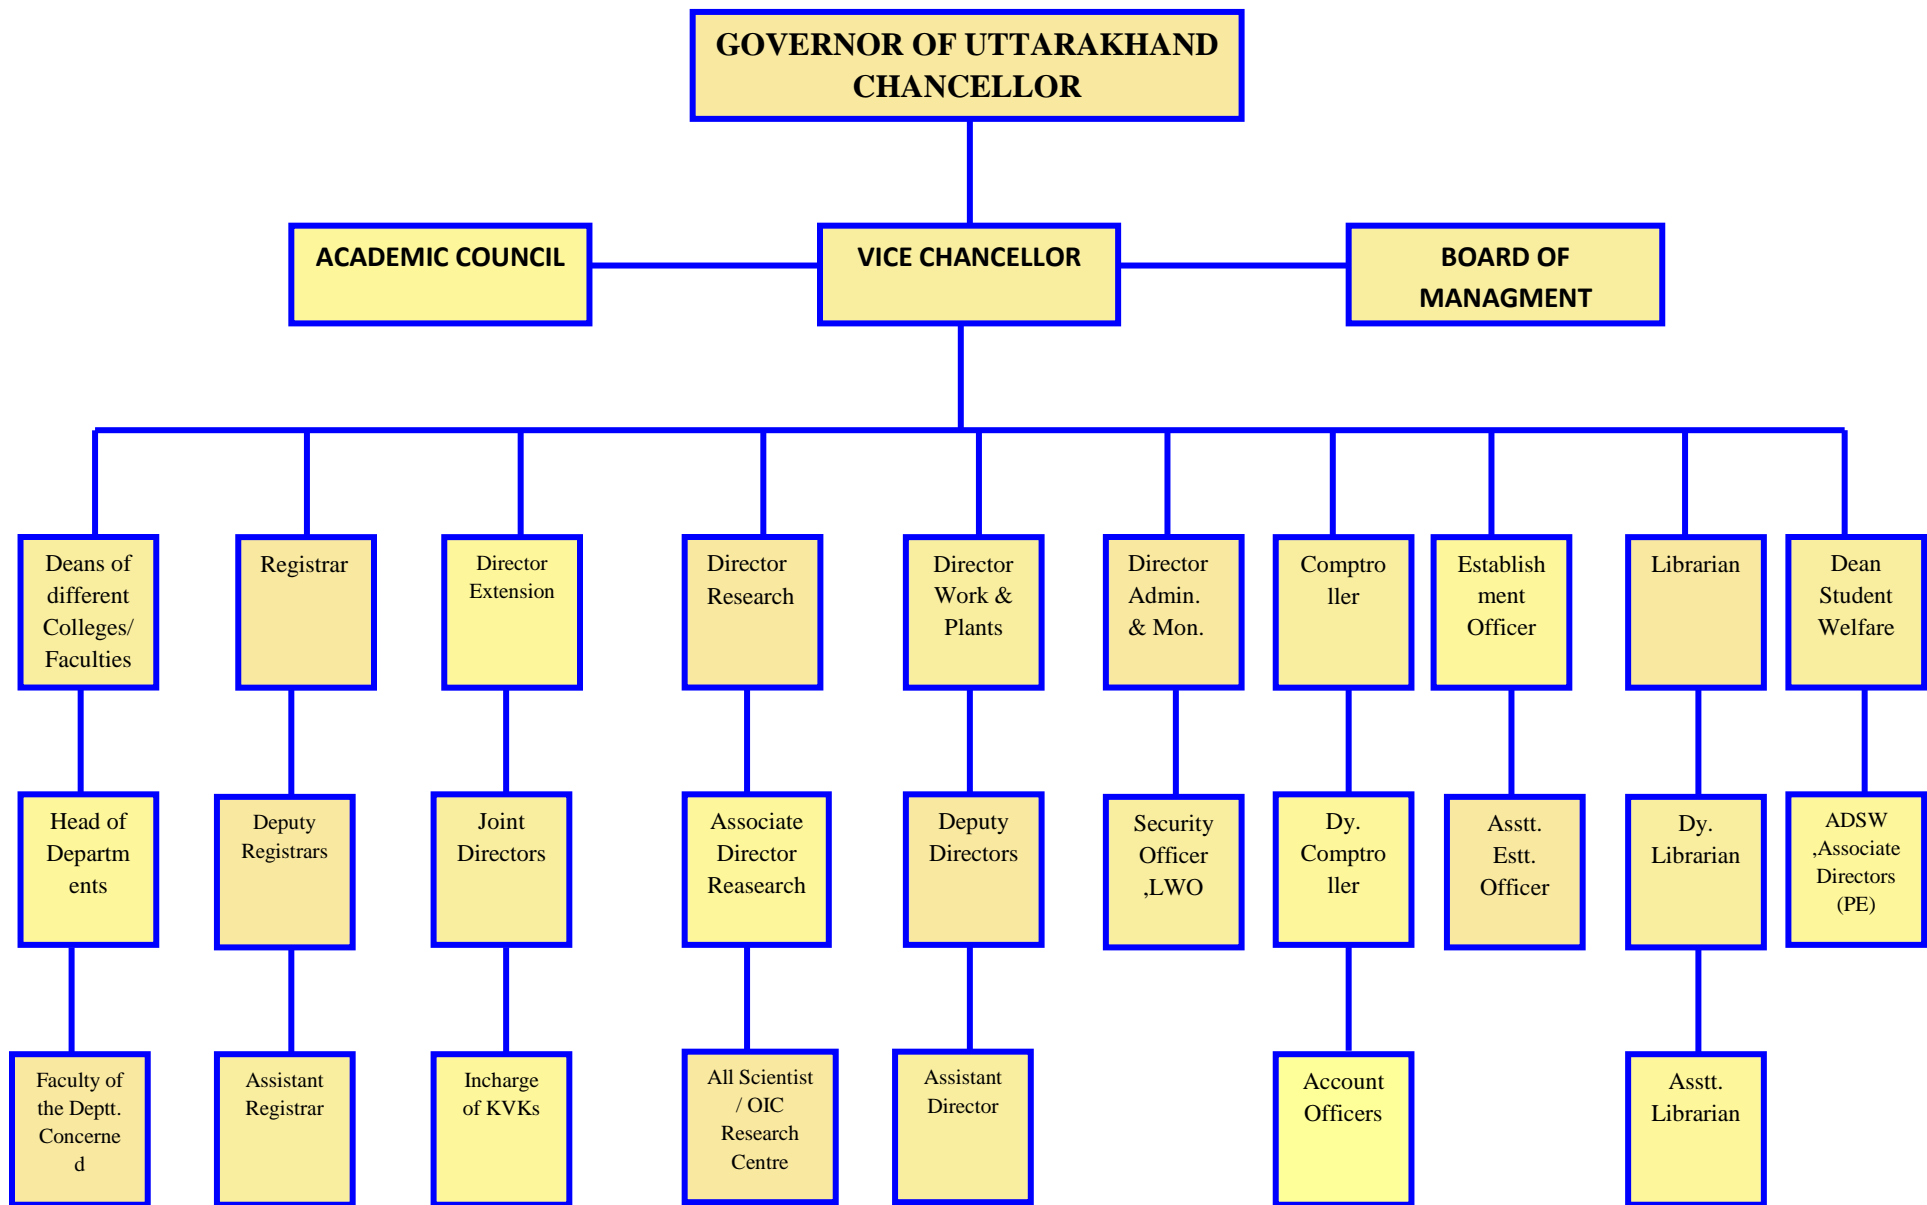 GOVERNOR OF UTTARAKHAND
CHANCELLOR
ACADEMIC COUNCIL
VICE CHANCELLOR
BOARD OF
MANAGMENT
Deans of
different
Colleges/
Faculties
Registrar
Director
Extension
Director
Research
Director
Work &
Plants
Director
Admin.
& Mon.
Comptro
ller
Establish
ment
Officer
Librarian
Dean
Student
Welfare
Head of
Departm
ents
Deputy
Registrars
Joint
Directors
Associate
Director
Reasearch
Deputy
Directors
Security
Officer
,LWO
Dy.
Comptro
ller
Asstt.
Estt.
Officer
Dy.
Librarian
ADSW
,Associate
Directors
(PE)
Faculty of
the Deptt.
Concerne
d
Assistant
Registrar
Incharge
of KVKs
All Scientist
/ OIC
Research
Centre
Assistant
Director
Account
Officers
Asstt.
Librarian